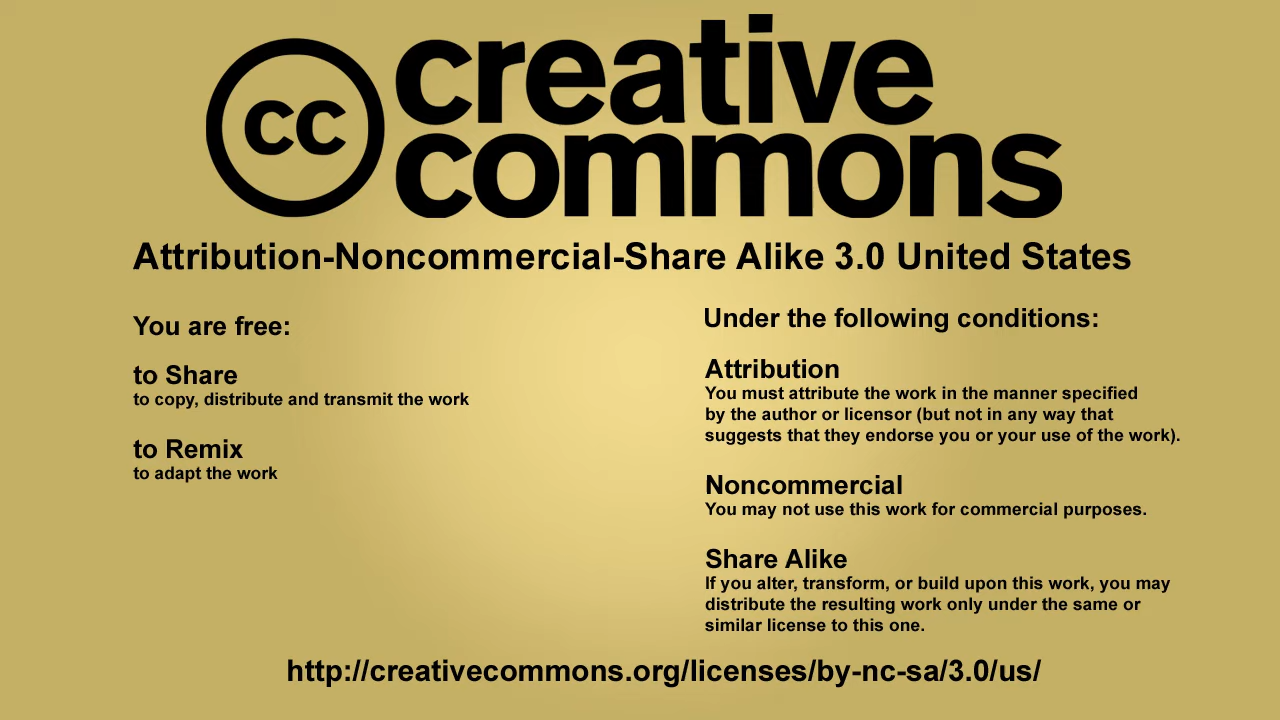 cc creative
commons
Attribution-Noncommercial-Share Alike 3.0 United States
You are free:
to Share
to copy, distribute and transmit the work
to Remix
to adapt the work
Under the following conditions:
Attribution
You must attribute the work in the manner specified
by the author or licensor (but not in any way that
suggests that they endorse you or your use of the work).
Noncommercial
You may not use this work for commercial purposes.
Share Alike
If you alter, transform, or build upon this work, you may
distribute the resulting work only under the same or
similar license to this one.
http://creativecommons.org/licenses/by-nc-sa/3.0/us/